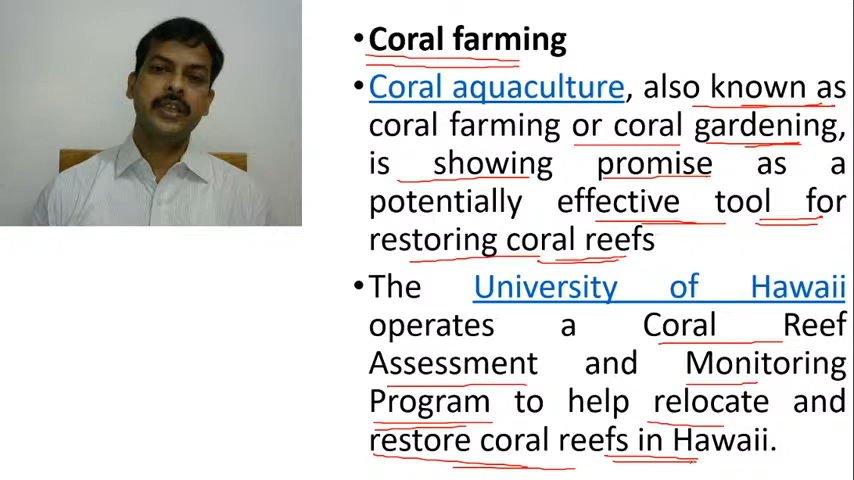 •Coral farming
•Coral aquaculture, also known as
coral farming or coral gardening,
is showing promise as a
potentially effective tool for
restoring coral reefs
•The University of Hawaii
operates a Coral Reef
Assessment and Monitoring
Program to help relocate and
restore coral reefs in Hawaii.